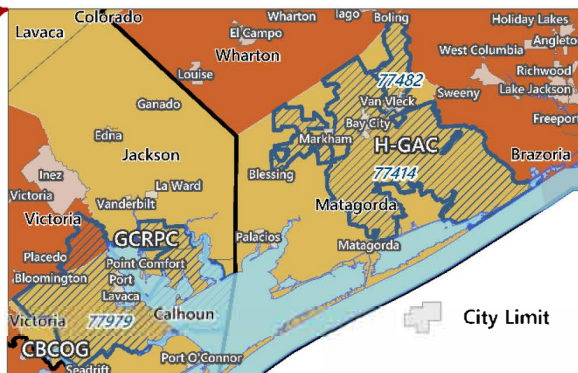 Colorado
Wharton
Iago
Boling
Holiday Lakes
Lavaca
El Campo
Angleto
Wharton
West Columbia
Louise
77482
Richwood
Van Vleck
Sweeny
Lake Jackson
Ganado
Bay City
Freeport
Edna
Markham
H-GAC
Brazoria
Jackson
Inez
Blessing
77414
La Ward
Victoria
Vanderbilt
Matagorda
Victoria
GCRPC
Palacios
Matagorda
Placedo
Point Comfort
Bloomington
Port
Lavaca
Calhoun
City Limit
Victoria
77979
CBCOG
Port O'Connor
Seadrift